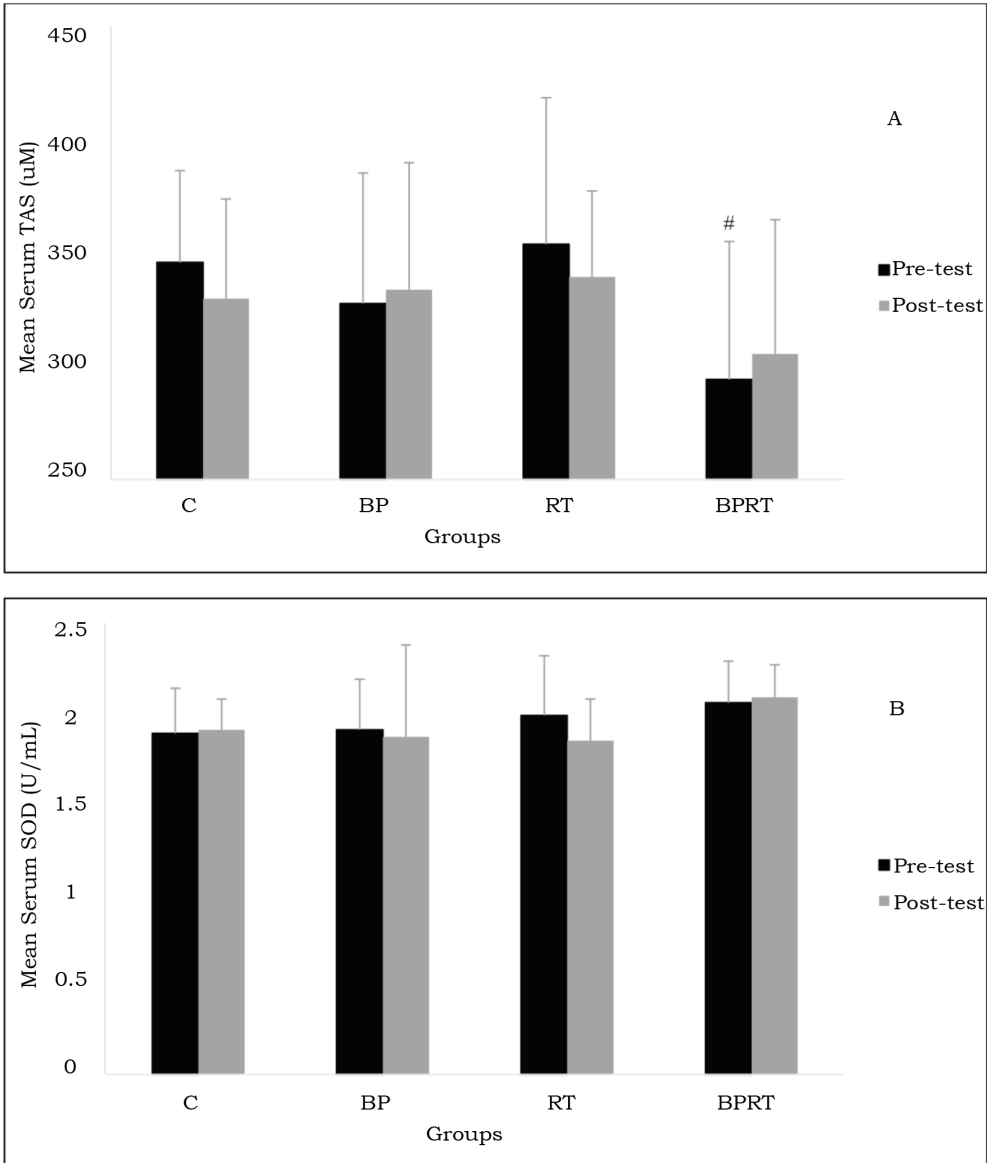 450
400
350
300
250
Mean Serum TAS (uM)
A
#
Pre-test
Post-test
C BP RT BPRT
Groups
2.5
2
1.5
1
0.5
0
Mean Serum SOD (U/mL)
B
Pre-test
Post-test
C BP RT BPRT
Groups